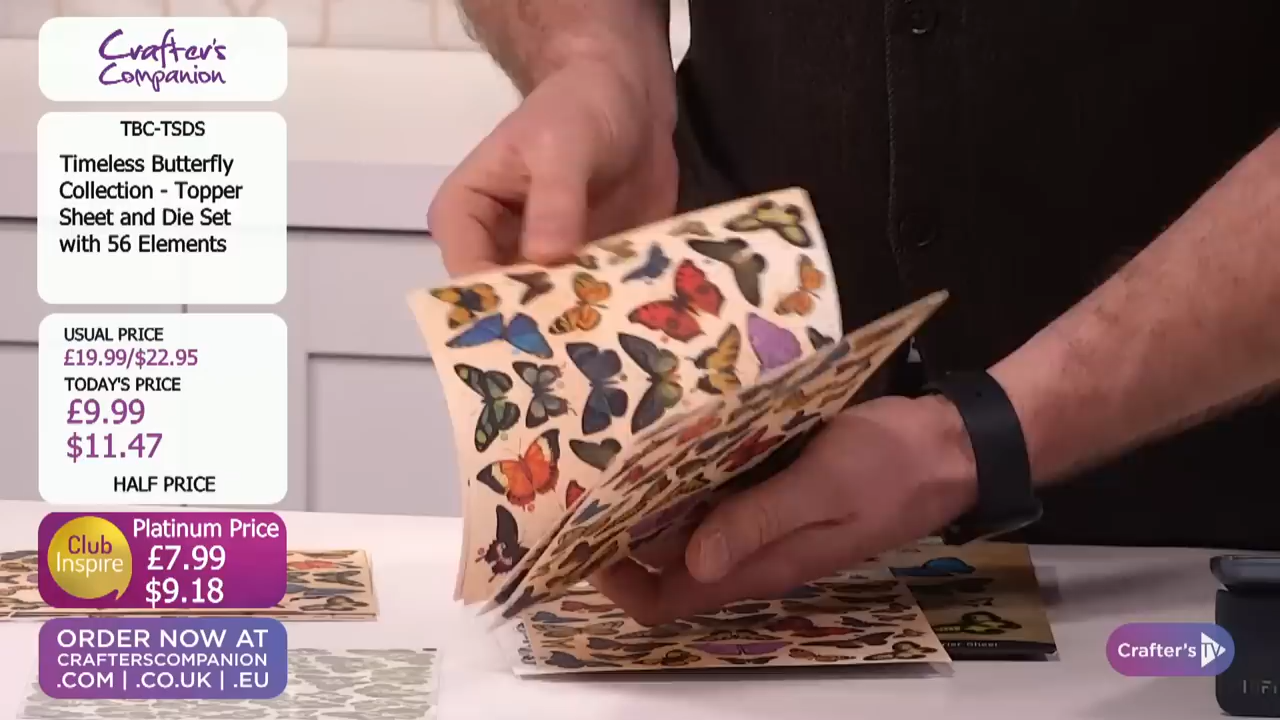 Crafter's
Companion
TBC-TSDS
Timeless Butterfly
Collection - Topper
Sheet and Die Set
with 56 Elements
USUAL PRICE
£19.99/$22.95
TODAY'S PRICE
£9.99
$11.47
HALF PRICE
Club
Inspire
Platinum Price
£7.99
$9.18
ORDER NOW AT
CRAFTERSCOMPANION
.COM | .CO.UK | .EU
Sheet
Crafter's TV